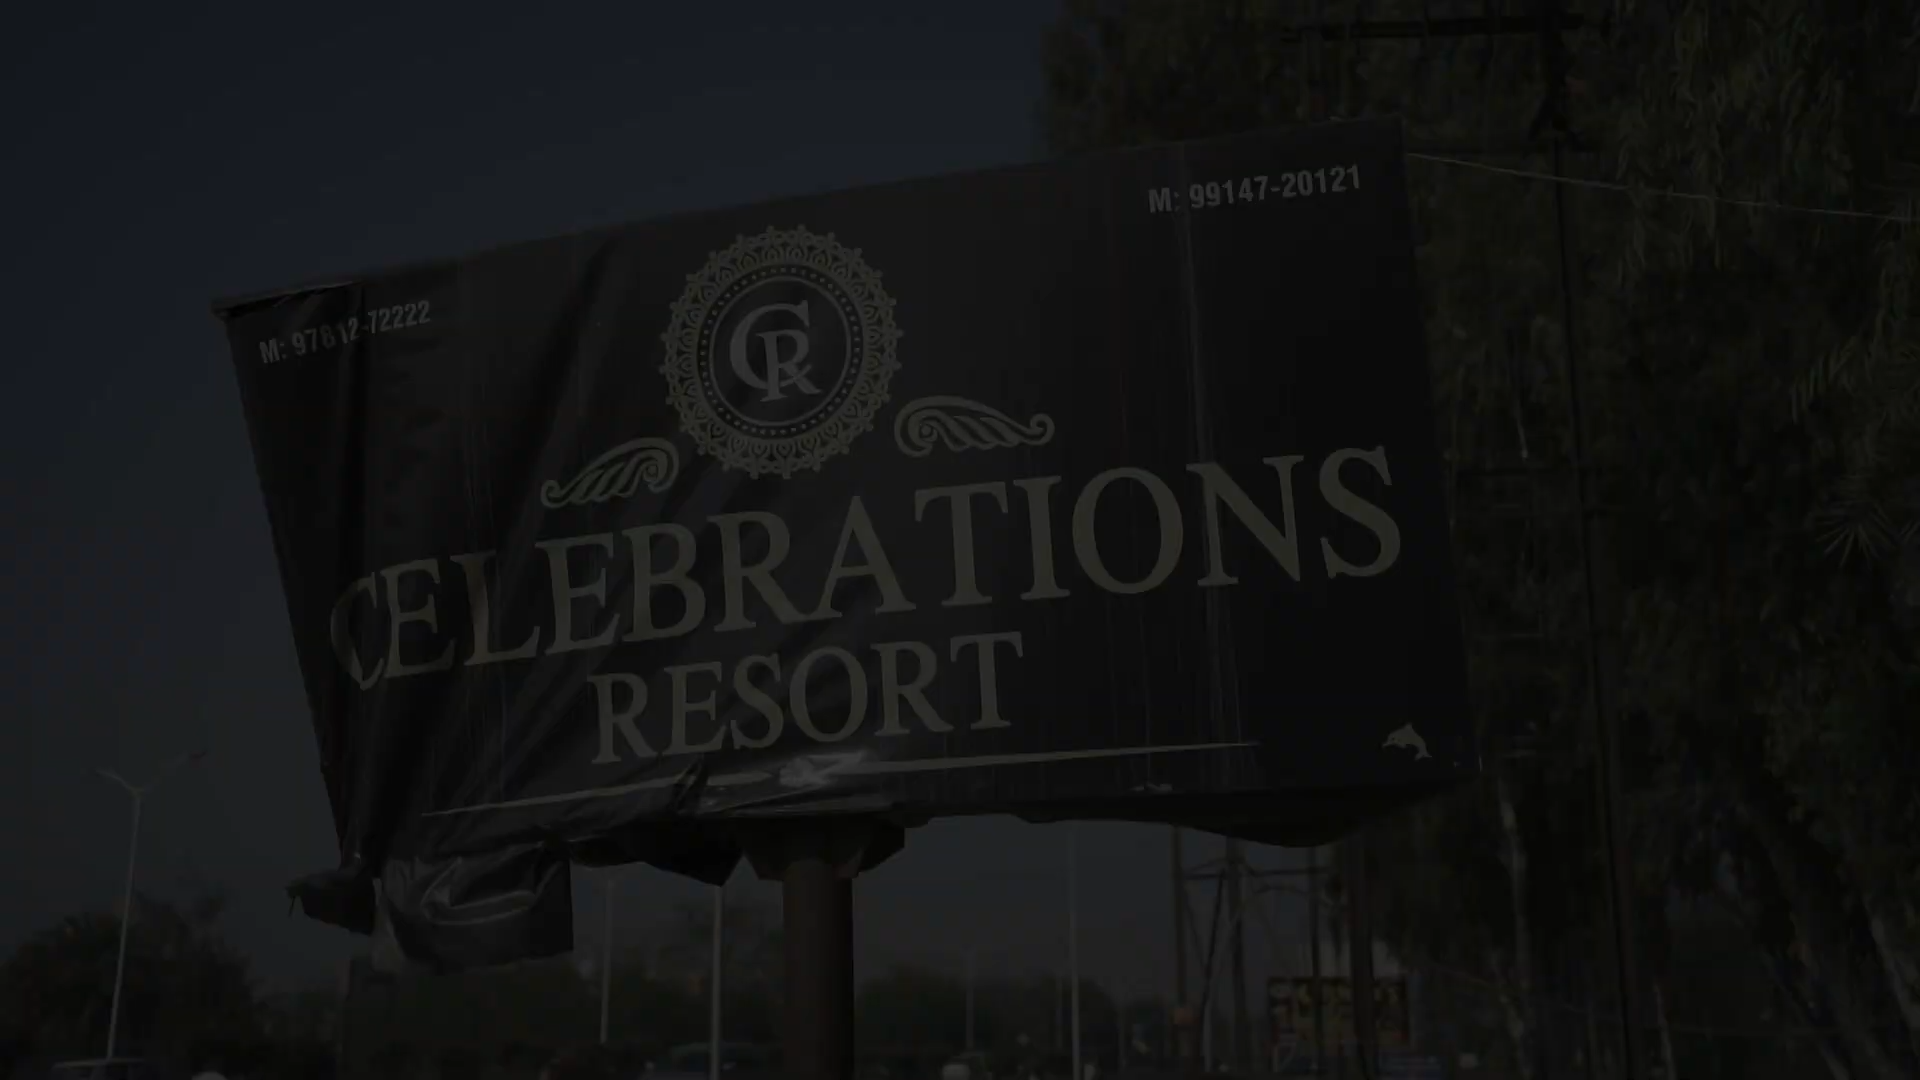 M: 97812-72222
M: 99147-20121
CR
CELEBRATIONS
RESORT